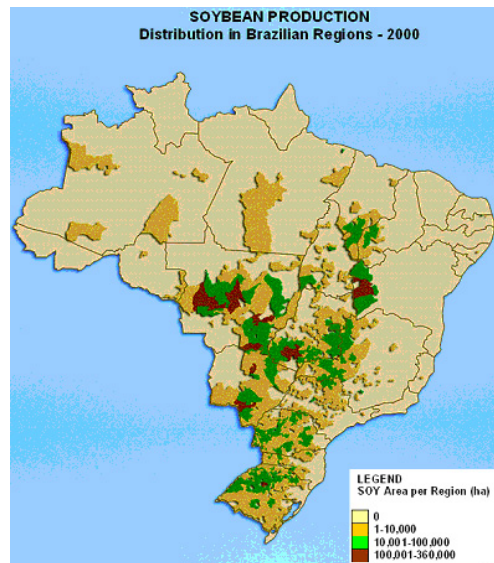 SOYBEAN PRODUCTION
Distribution in Brazilian Regions - 2000
LEGEND
SOY Area per Region (ha)
0
1-10,000
10,001-100,000
100,001-360,000